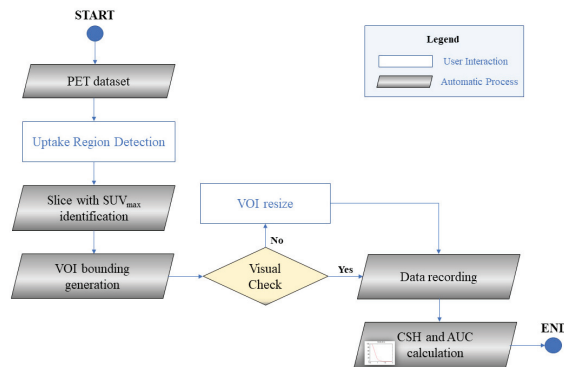 START
Legend
User Interaction
Automatic Process
PET dataset
Uptake Region Detection
Slice with SUVmax
identification
VOI resize
No
VOI bounding
generation
Visual
Check
Yes
Data recording
CSH and AUC
calculation
END